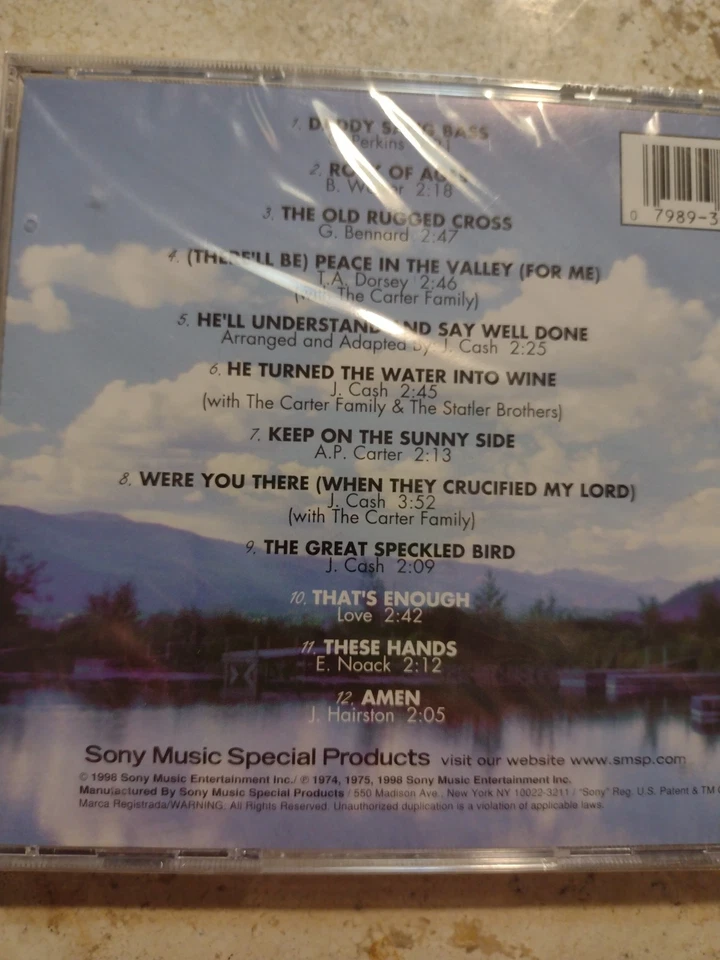 1. DADDY SANG BASS
Perkins
2. ROCK OF AGES
B. 2:18
3. THE OLD RUGGED CROSS
G. Bennard 2:47
4. (THERE'LL BE) PEACE IN THE VALLEY (FOR ME)
T.A. Dorsey 2:46
(with The Carter Family)
5. HE'LL UNDERSTAND AND SAY WELL DONE
Arranged and Adapted by: J. Cash 2:25
6. HE TURNED THE WATER INTO WINE
J. Cash 2:45
(with The Carter Family & The Statler Brothers)
7. KEEP ON THE SUNNY SIDE
A.P. Carter 2:13
8. WERE YOU THERE (WHEN THEY CRUCIFIED MY LORD)
J. Cash 3:52
(with The Carter Family)
9. THE GREAT SPECKLED BIRD
J. Cash 2:09
10. THAT'S ENOUGH
Love 2:42
11. THESE HANDS
E. Noack 2:12
12. AMEN
J. Hairston 2:05
0 7989-3
Sony Music Special Products visit our website www.smsp.com
© 1998 Sony Music Entertainment Inc./ ℗ 1974, 1975, 1998 Sony Music Entertainment Inc.
Manufactured By Sony Music Special Products / 550 Madison Ave., New York NY 10022-3211 / "Sony" Reg. U.S. Patent & TM
Marca Registrada/WARNING: All Rights Reserved. Unauthorized duplication is a violation of applicable laws.